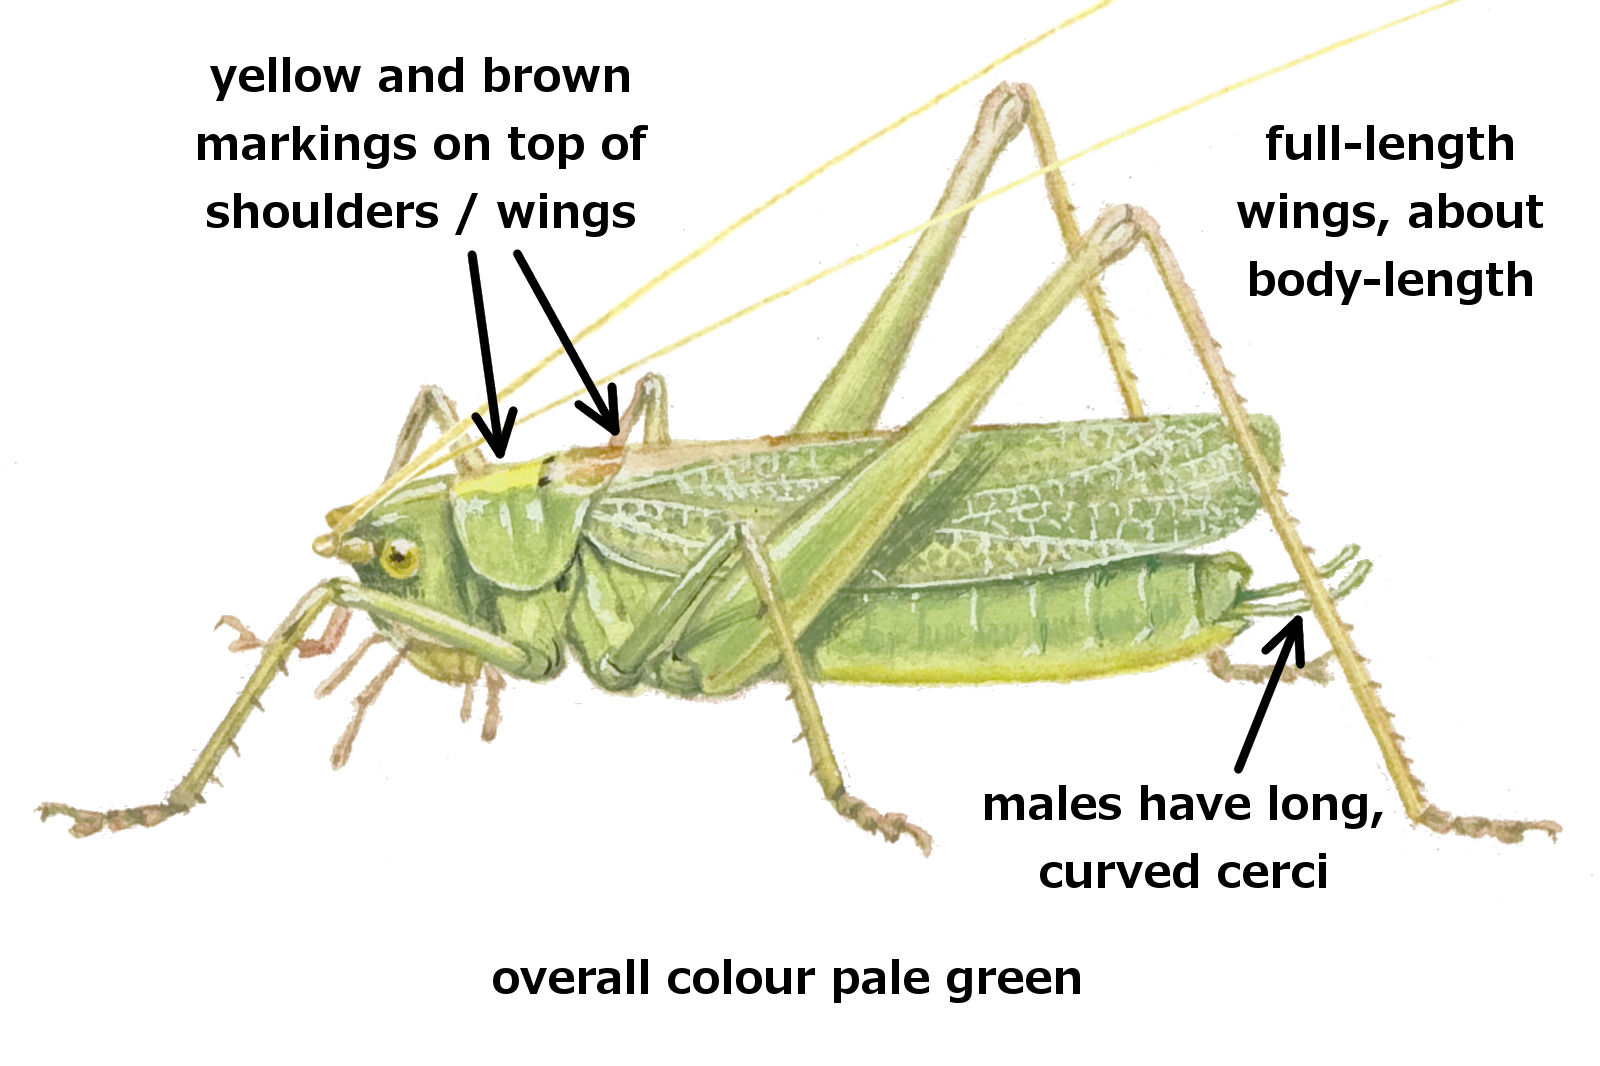 yellow and brown
markings on top of
shoulders / wings
full-length
wings, about
body-length
males have long,
curved cerci
overall colour pale green